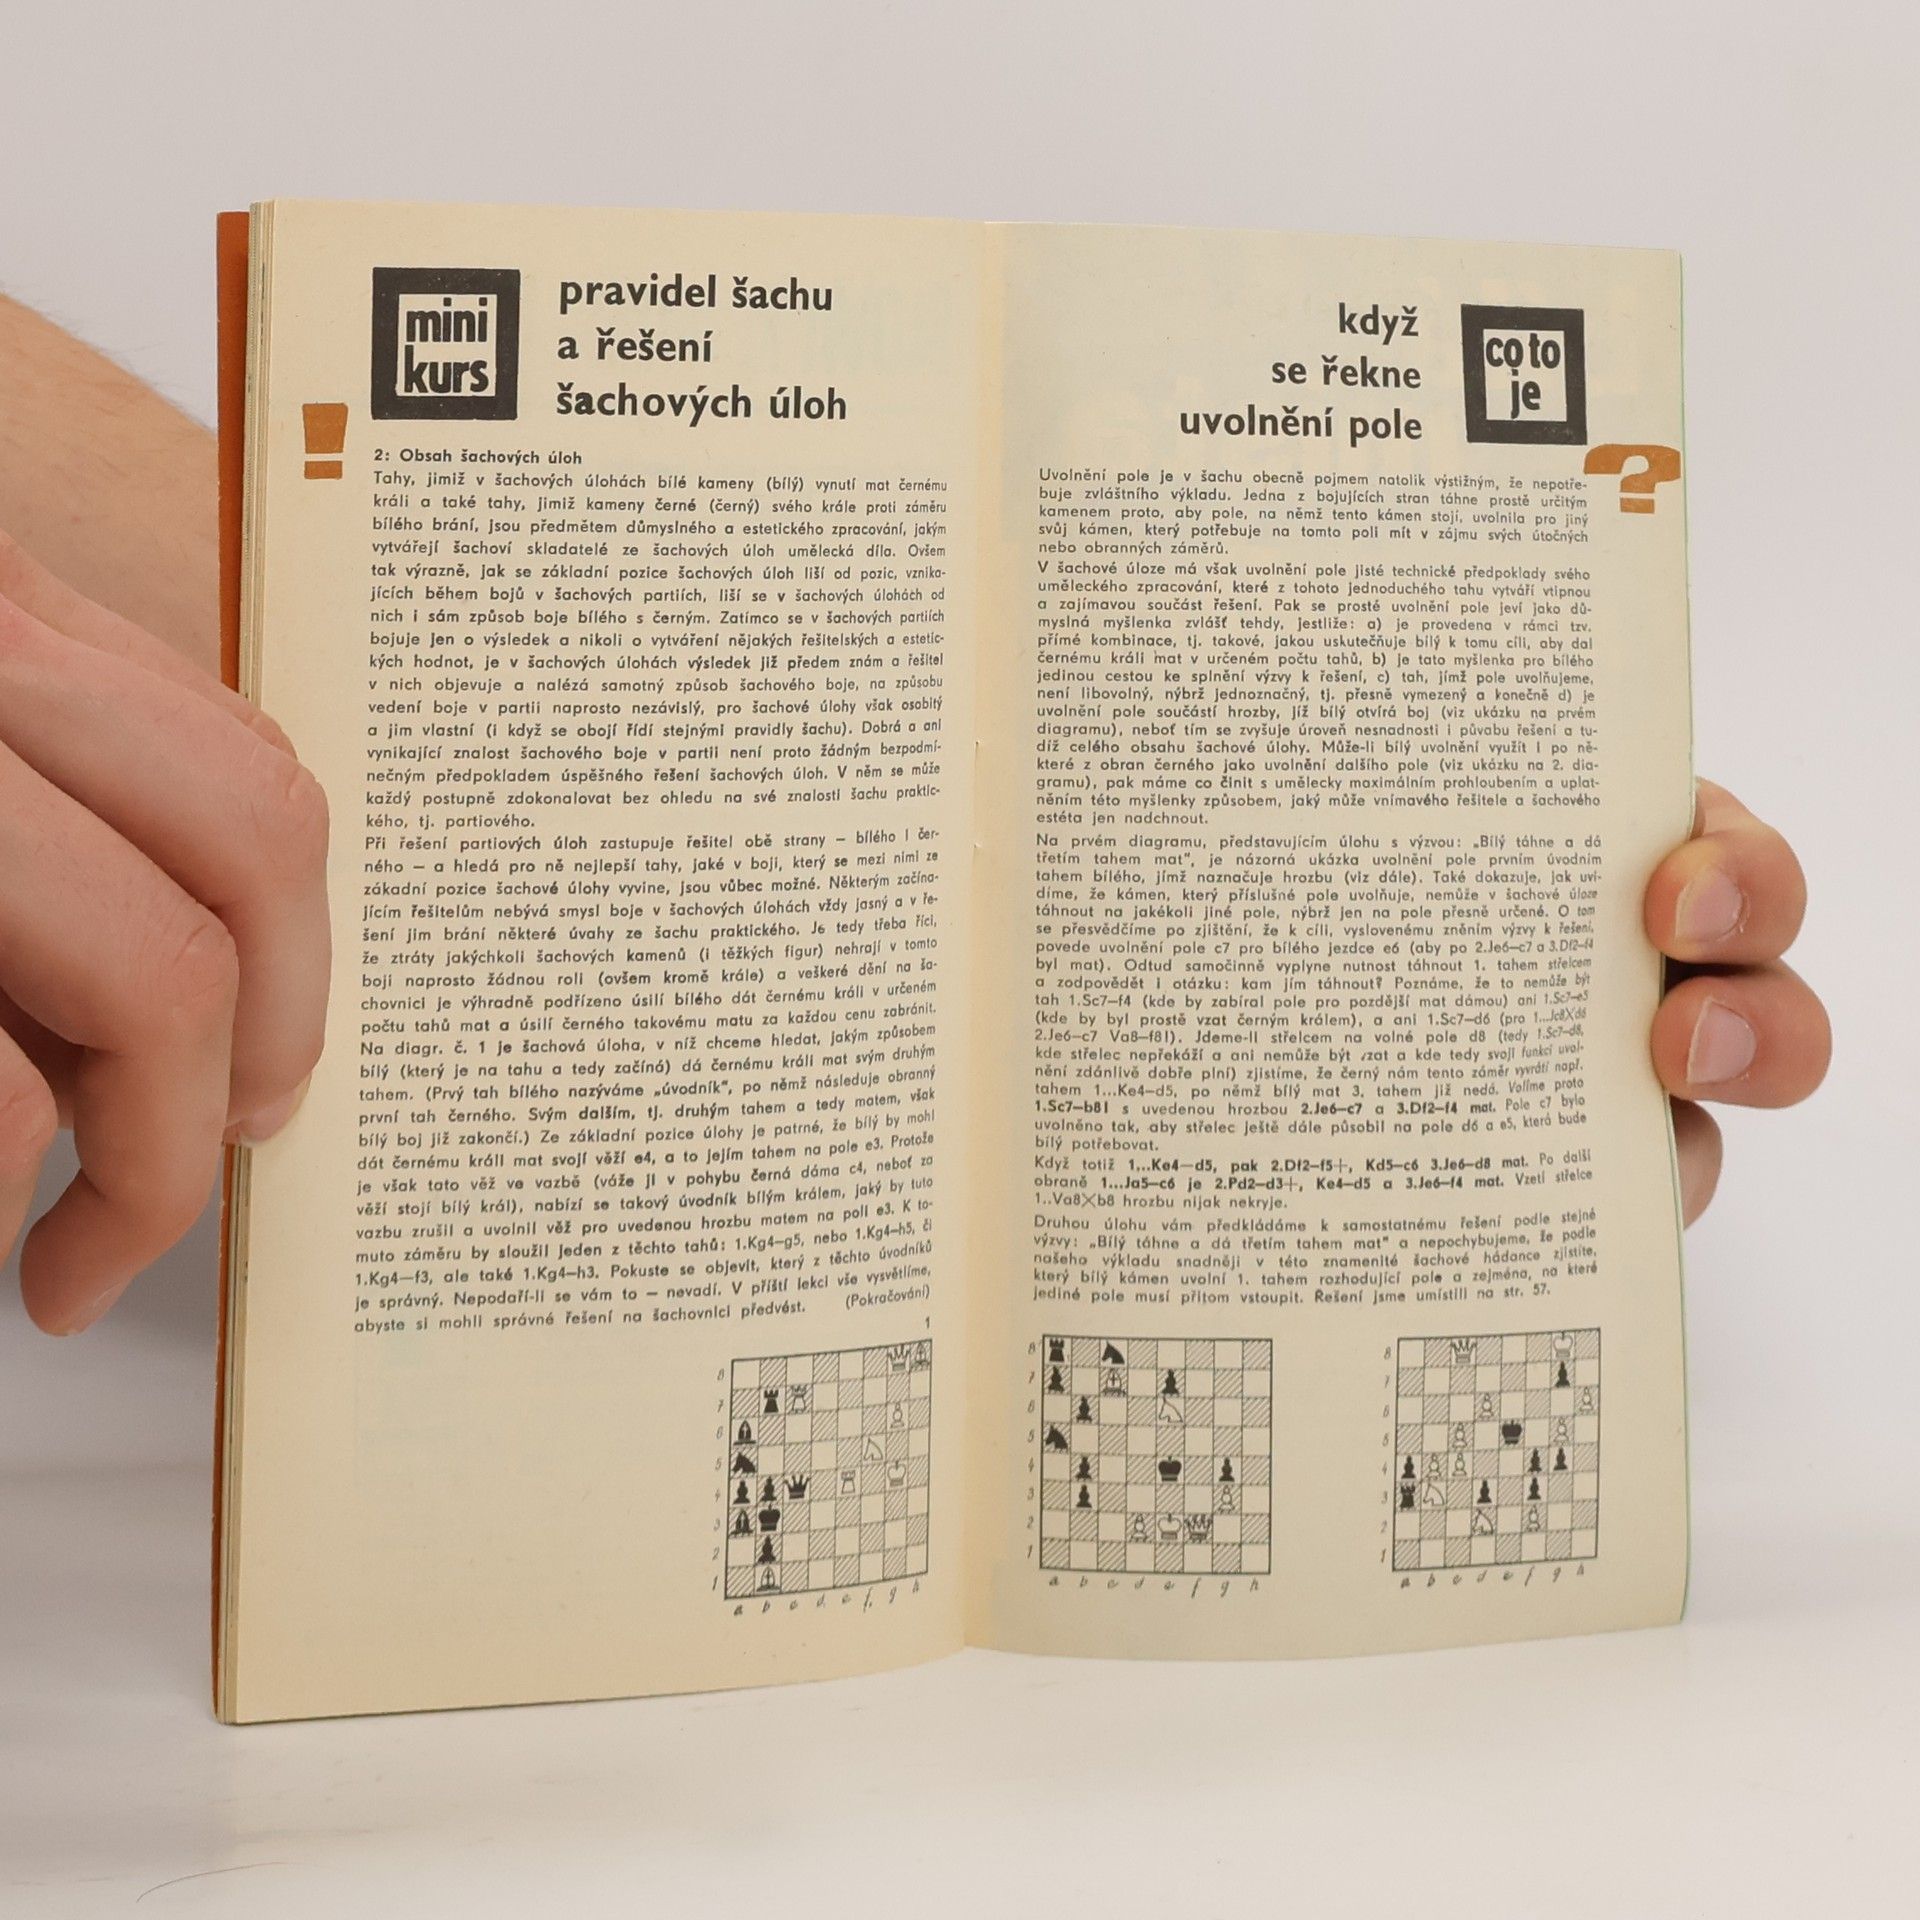 mini
kurs
!
pravidel šachu
a řešení
šachových úloh
2: Obsah šachových úloh
Tahy, jimiž v šachových úlohách bílé kameny (bílý) vynutí mat černému
králi a také tahy, jimiž kameny černé (černý) svého krále proti záměru
bílého brání, jsou předmětem důmyslného a estetického zpracování, jakým
vytvářejí šachoví skladatelé ze šachových úloh umělecká díla. Ovšem
tak výrazně, jak se základní pozice šachových úloh liší od pozic, vznika-
jících během bojů v šachových partiích, liší se v šachových úlohách od
nich i sám způsob boje bílého s černým. Zatímco se v šachových partiích
bojuje jen o výsledek a nikoli o vytváření nějakých řešitelských a estetic-
kých hodnot, je v šachových úlohách výsledek již předem znám a řešitel
v nich objevuje a nalézá samotný způsob šachového boje, na způsobu
vedení boje v partii naprosto nezávislý, pro šachové úlohy však osobitý
a jim vlastní (i když se obojí řídí stejnými pravidly šachu). Dobrá a ani
vynikající znalost šachového boje v partii není proto žádným bezpodmí-
nečným předpokladem úspěšného řešení šachových úloh. V něm se může
každý postupně zdokonalovat bez ohledu na své znalosti šachu praktic-
kého, tj. partiového.
Při řešení partiových úloh zastupuje řešitel obě strany — bílého i čer-
ného — a hledá pro ně nejlepší tahy, jaké v boji, který se mezi nimi ze
zákadní pozice šachové úlohy vyvine, jsou vůbec možné. Některým začína-
jícím řešitelům nebývá smysl boje v šachových úlohách vždy jasný a v ře-
šení jim brání některé úvahy ze šachu praktického. Je tedy třeba říci,
že ztráty jakýchkoli šachových kamenů (i těžkých figur) nehrají v tomto
boji naprosto žádnou roli (ovšem kromě krále) a veškeré dění na ša-
chovnici je výhradně podřízeno úsilí bílého dát černému králi v určeném
počtu tahů mat a úsilí černého takovému matu za každou cenu zabránit.
Na diagr. č. 1 je šachová úloha, v níž chceme hledat, jakým způsobem
bílý (který je na tahu a tedy začíná) dá černému králi mat svým druhým
tahem. (Prvý tah bílého nazýváme „úvodník“, po němž následuje obranný
první tah černého. Svým dalším, tj. druhým tahem a tedy matem, však
bílý boj již zakončí.) Ze základní pozice úlohy je patrné, že bílý by mohl
dát černému králi mat svojí věží e4, a to jejím tahem na pole e3. Protože
je však tato věž ve vazbě (váže ji v pohybu černá dáma c4, neboť za
věží stojí bílý král), nabízí se takový úvodník bílým králem, jaký by tuto
vazbu zrušil a uvolnil věž pro uvedenou hrozbu matem na poli e3. K to-
muto záměru by sloužil jeden z těchto tahů: 1.Kg4—g5, nebo 1.Kg4—h5, či
1.Kg4—f3, ale také 1.Kg4—h3. Pokuste se objevit, který z těchto úvodníků
je správný. Nepodaří-li se vám to — nevadí. V příští lekci vše vysvětlíme,
abyste si mohli správné řešení na šachovnici předvést. (Pokračování)
1
8
7
6
5
4
3
2
1
a b c d e f g h
když
se řekne
uvolnění pole
co to
je
?
Uvolnění pole je v šachu obecně pojmem natolik výstižným, že nepotře-
buje zvláštního výkladu. Jedna z bojujících stran táhne prostě určitým
kamenem proto, aby pole, na němž tento kámen stojí, uvolnila pro jiný
svůj kámen, který potřebuje na tomto poli mít v zájmu svých útočných
nebo obranných záměrů.
V šachové úloze má však uvolnění pole jisté technické předpoklady svého
uměleckého zpracování, které z tohoto jednoduchého tahu vytváří vtipnou
a zajímavou součást řešení. Pak se prosté uvolnění pole jeví jako dů-
myslná myšlenka zvlášť tehdy, jestliže: a) je provedena v rámci tzv.
přímé kombinace, tj. takové, jakou uskutečňuje bílý k tomu cíli, aby dal
černému králi mat v určeném počtu tahů, b) je tato myšlenka pro bílého
jedinou cestou ke splnění výzvy k řešení, c) tah, jímž pole uvolňujeme,
není libovolný, nýbrž jednoznačný, tj. přesně vymezený a konečně d) je
uvolnění pole součástí hrozby, jíž bílý otvírá boj (viz ukázku na prvém
diagramu), neboť tím se zvyšuje úroveň nesnadnosti i půvabu řešení a tu-
díž celého obsahu šachové úlohy. Může-li bílý uvolnění využít i po ně-
které z obran černého jako uvolnění dalšího pole (viz ukázku na 2. dia-
gramu), pak máme co činit s umělecky maximálním prohloubením a uplat-
něním této myšlenky způsobem, jaký může vnímavého řešitele a šachového
estéta jen nadchnout.
Na prvém diagramu, představujícím úlohu s výzvou: „Bílý táhne a dá
třetím tahem mat“, je názorná ukázka uvolnění pole prvním úvodním
tahem bílého, jímž naznačuje hrozbu (viz dále). Také dokazuje, jak uvi-
díme, že kámen, který příslušné pole uvolňuje, nemůže v šachové úloze
táhnout na jakékoli jiné pole, nýbrž jen na pole přesně určené. O tom
se přesvědčíme po zjištění, že k cíli, vyslovenému zněním výzvy k řešení,
povede uvolnění pole c7 pro bílého jezdce e6 (aby po 2.Je6—c7 a 3.Df2—f4
byl mat). Odtud samočinně vyplyne nutnost táhnout 1. tahem střelcem
a zodpovědět i otázku: kam jím táhnout? Poznáme, že to nemůže být
tah 1.Sc7—f4 (kde by zabíral pole pro pozdější mat dámou) ani 1.Sc7—e5
(kde by byl prostě vzat černým králem), a ani 1.Sc7—d6 (pro 1...Jc8×d6
2.Je6—c7 Va8—f8!). Jdeme-li střelcem na volné pole d8 (tedy 1.Sc7—d8,
kde střelec nepřekáží a ani nemůže být vzat a kde tedy svoji funkci uvol-
nění zdánlivě dobře plní) zjistíme, že černý nám tento záměr vyvrátí např.
tahem 1...Ke4—d5, po němž bílý mat 3. tahem již nedá. Volíme proto
1.Sc7—b8! s uvedenou hrozbou 2.Je6—c7 a 3.Df2—f4 mat. Pole c7 bylo
uvolněno tak, aby střelec ještě dále působil na pole d6 a e5, která bude
bílý potřebovat.
Když totiž 1...Ke4—d5, pak 2.Df2—f5+, Kd5—c6 3.Je6—d8 mat. Po další
obraně 1...Ja5—c6 je 2.Pd2—d3+, Ke4—d5 a 3.Je6—f4 mat. Vzetí střelce
1..Va8×b8 hrozbu nijak nekryje.
Druhou úlohu vám předkládáme k samostatnému řešení podle stejné
výzvy: „Bílý táhne a dá třetím tahem mat“ a nepochybujeme, že podle
našeho výkladu snadněji v této znamenité šachové hádance zjistíte,
který bílý kámen uvolní 1. tahem rozhodující pole a zejména, na které
jediné pole musí přitom vstoupit. Řešení jsme umístili na str. 57.
8
7
6
5
4
3
2
1
a b c d e f g h
8
7
6
5
4
3
2
1
a b c d e f g h